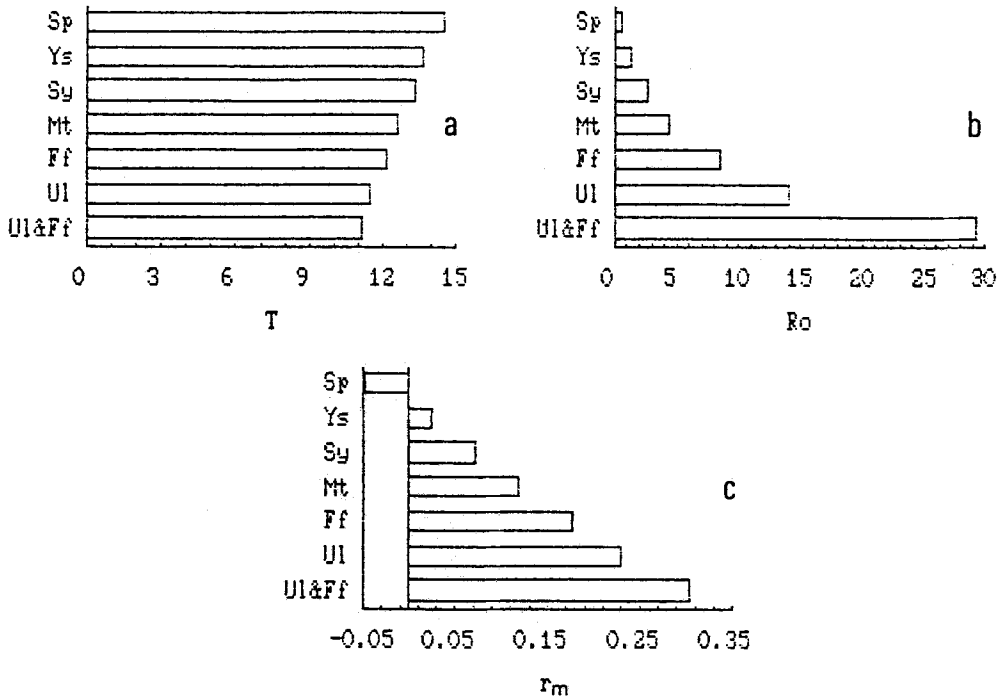 Sp
Ys
Sy
Mt
Ff
Ul
Ul&Ff
0 3 6 9 12 15
T
a
Sp
Ys
Sy
Mt
Ff
Ul
Ul&Ff
0 5 10 15 20 25 30
Ro
b
Sp
Ys
Sy
Mt
Ff
Ul
Ul&Ff
-0.05 0.05 0.15 0.25 0.35
rm
c